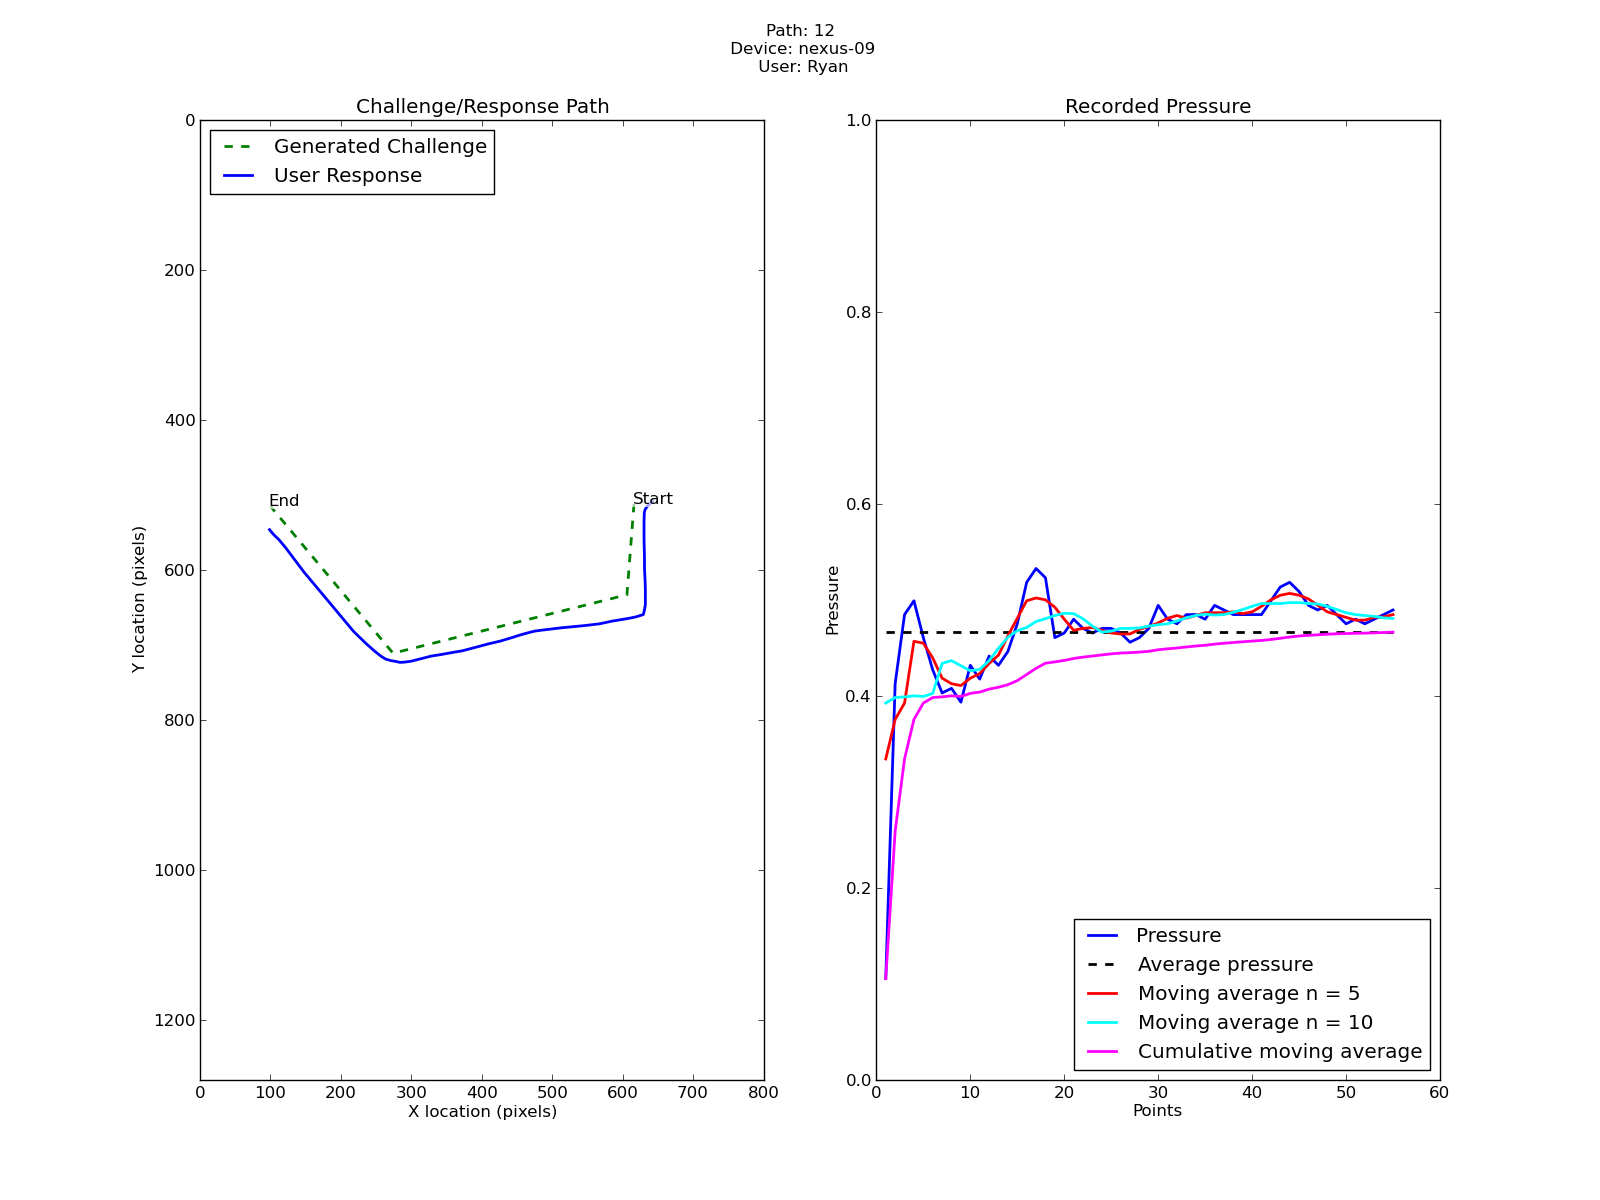 Path: 12
Device: nexus-09
User: Ryan
Challenge/Response Path
Generated Challenge
User Response
0
200
400
600
800
1000
1200
Y location (pixels)
End
Start
0 100 200 300 400 500 600 700 800
X location (pixels)
Recorded Pressure
1.0
0.8
0.6
0.4
0.2
0.0
Pressure
Pressure
Average pressure
Moving average n = 5
Moving average n = 10
Cumulative moving average
0 10 20 30 40 50 60
Points